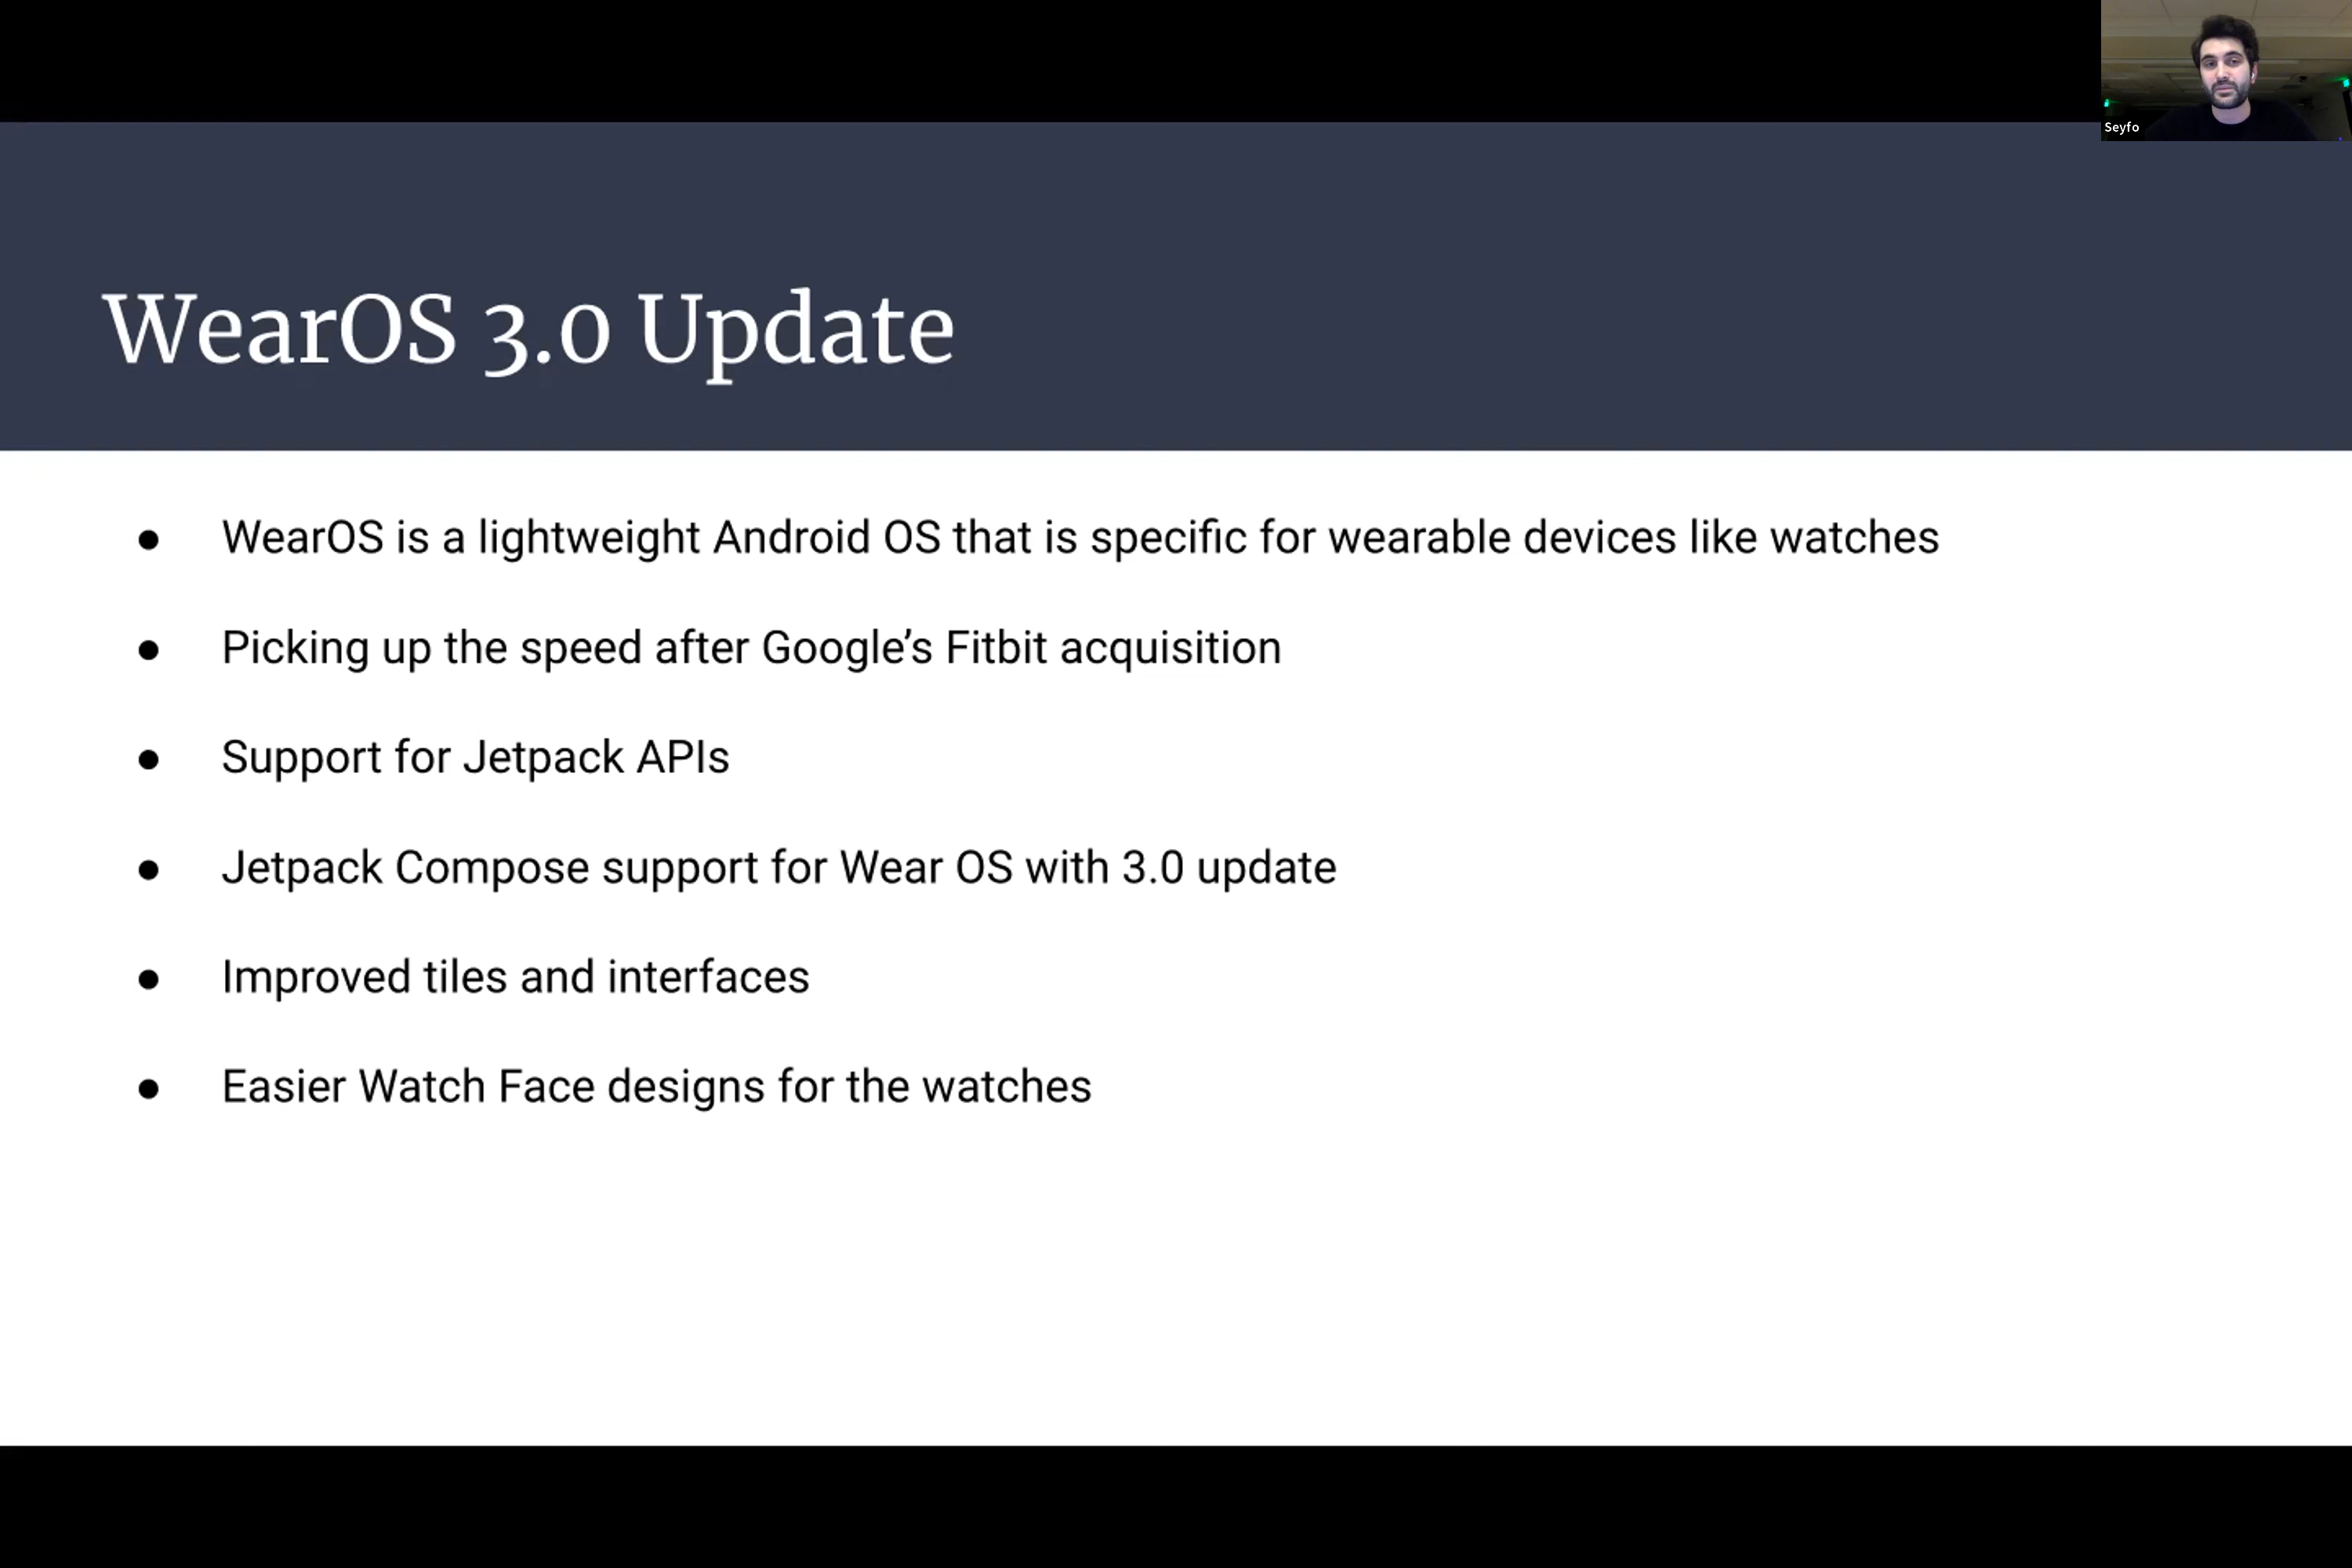 Seyfo
WearOS 3.0 Update
● WearOS is a lightweight Android OS that is specific for wearable devices like watches
● Picking up the speed after Google’s Fitbit acquisition
● Support for Jetpack APIs
● Jetpack Compose support for Wear OS with 3.0 update
● Improved tiles and interfaces
● Easier Watch Face designs for the watches